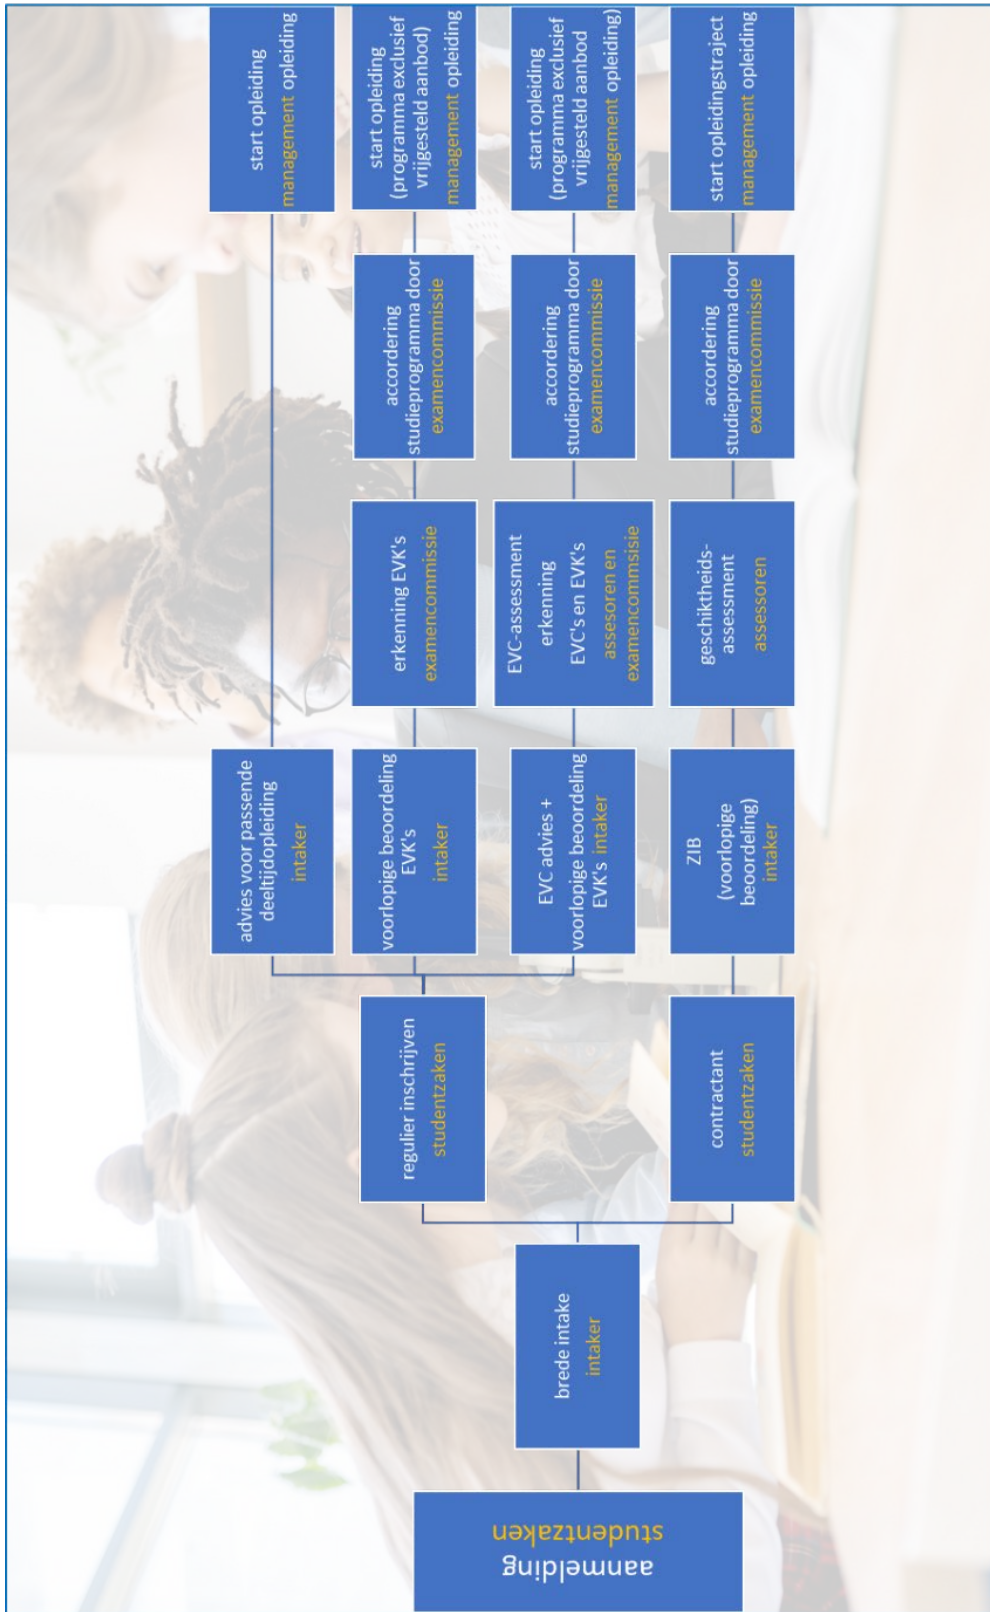 aanmelding
studentzaken
brede intake
intaker
regulier inschrijven
studentzaken
contractant
studentzaken
advies voor passende
deeltijdopleiding
intaker
voorlopige beoordeling
EVK's
intaker
EVC advies +
voorlopige beoordeling
EVK's intaker
ZIB
(voorlopige
beoordeling)
intaker
erkenning EVK's
examencommissie
EVC-assessment
erkenning
EVC's en EVK's
assesoren en
examencommsisie
geschiktheids-
assessment
assessoren
accordering
studieprogramma door
examencommissie
accordering
studieprogramma door
examencommissie
accordering
studieprogramma door
examencommissie
start opleiding
management opleiding
start opleiding
(programma exclusief
vrijgesteld aanbod)
management opleiding
start opleiding
(programma exclusief
vrijgesteld aanbod
management opleiding)
start opleidingstraject
management opleiding